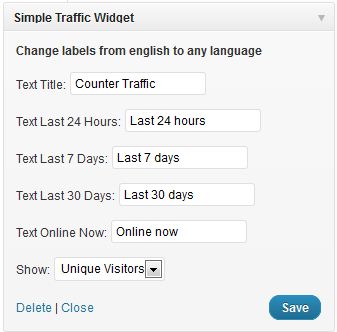 Simple Traffic Widget
Change labels from english to any language
Text Title: Counter Traffic
Text Last 24 Hours: Last 24 hours
Text Last 7 Days: Last 7 days
Text Last 30 Days: Last 30 days
Text Online Now: Online now
Show: Unique Visitors
Delete | Close Save